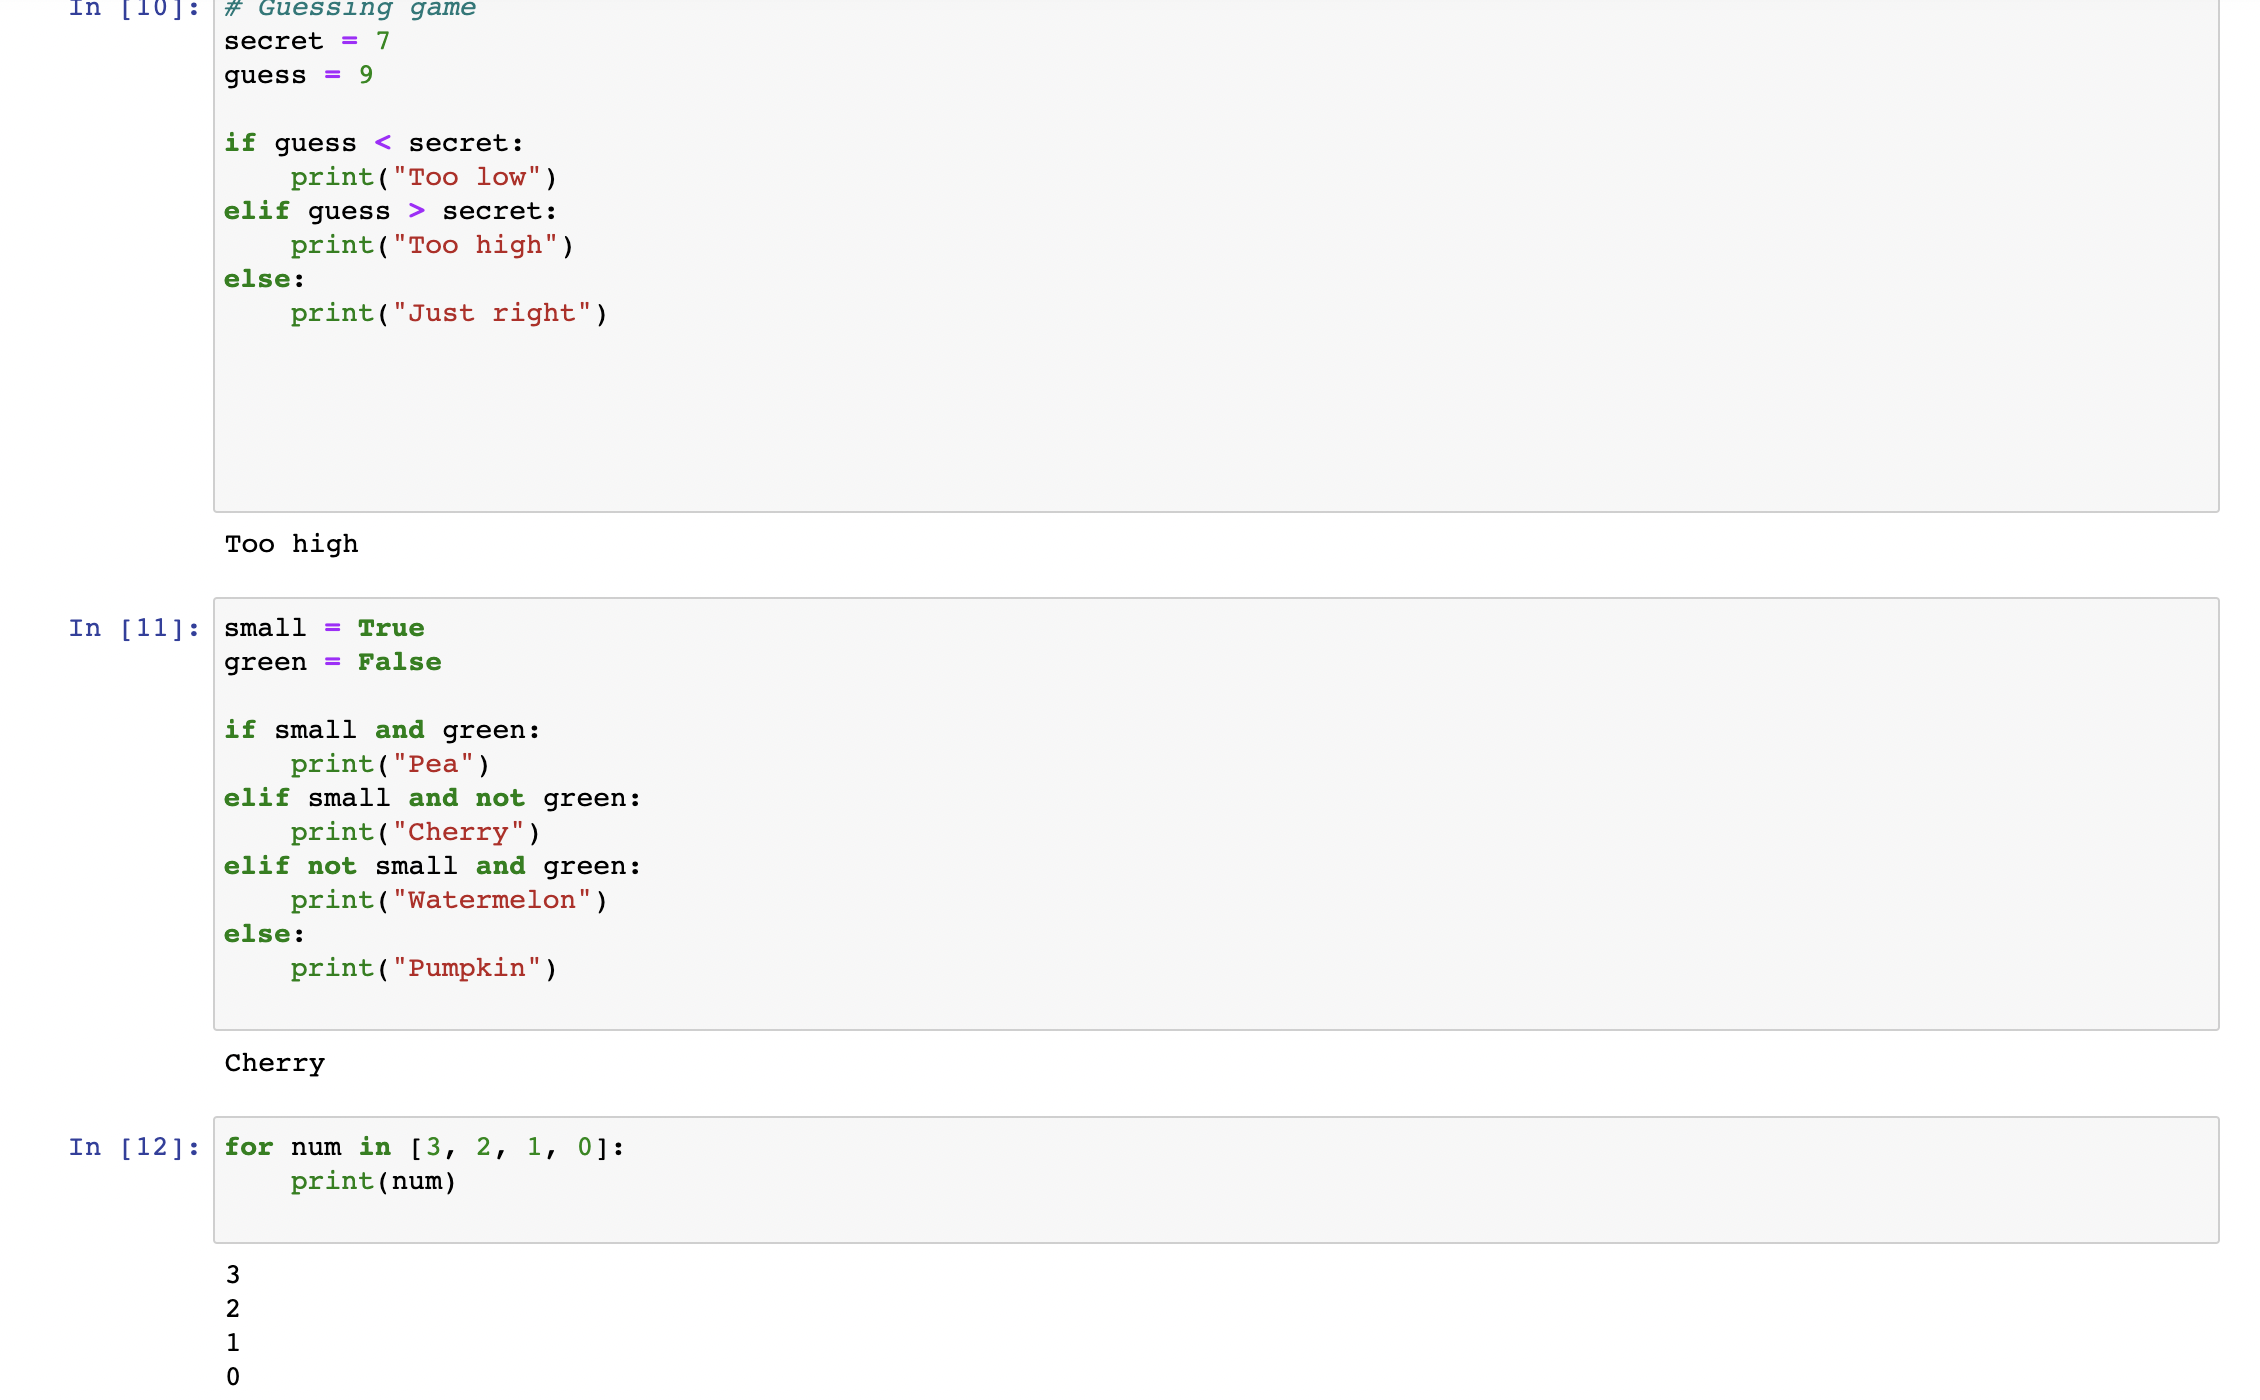 In [10]: # Guessing game
secret = 7
guess = 9
if guess < secret:
    print("Too low")
elif guess > secret:
    print("Too high")
else:
    print("Just right")
Too high
In [11]: small = True
green = False
if small and green:
    print("Pea")
elif small and not green:
    print("Cherry")
elif not small and green:
    print("Watermelon")
else:
    print("Pumpkin")
Cherry
In [12]: for num in [3, 2, 1, 0]:
    print(num)
3
2
1
0